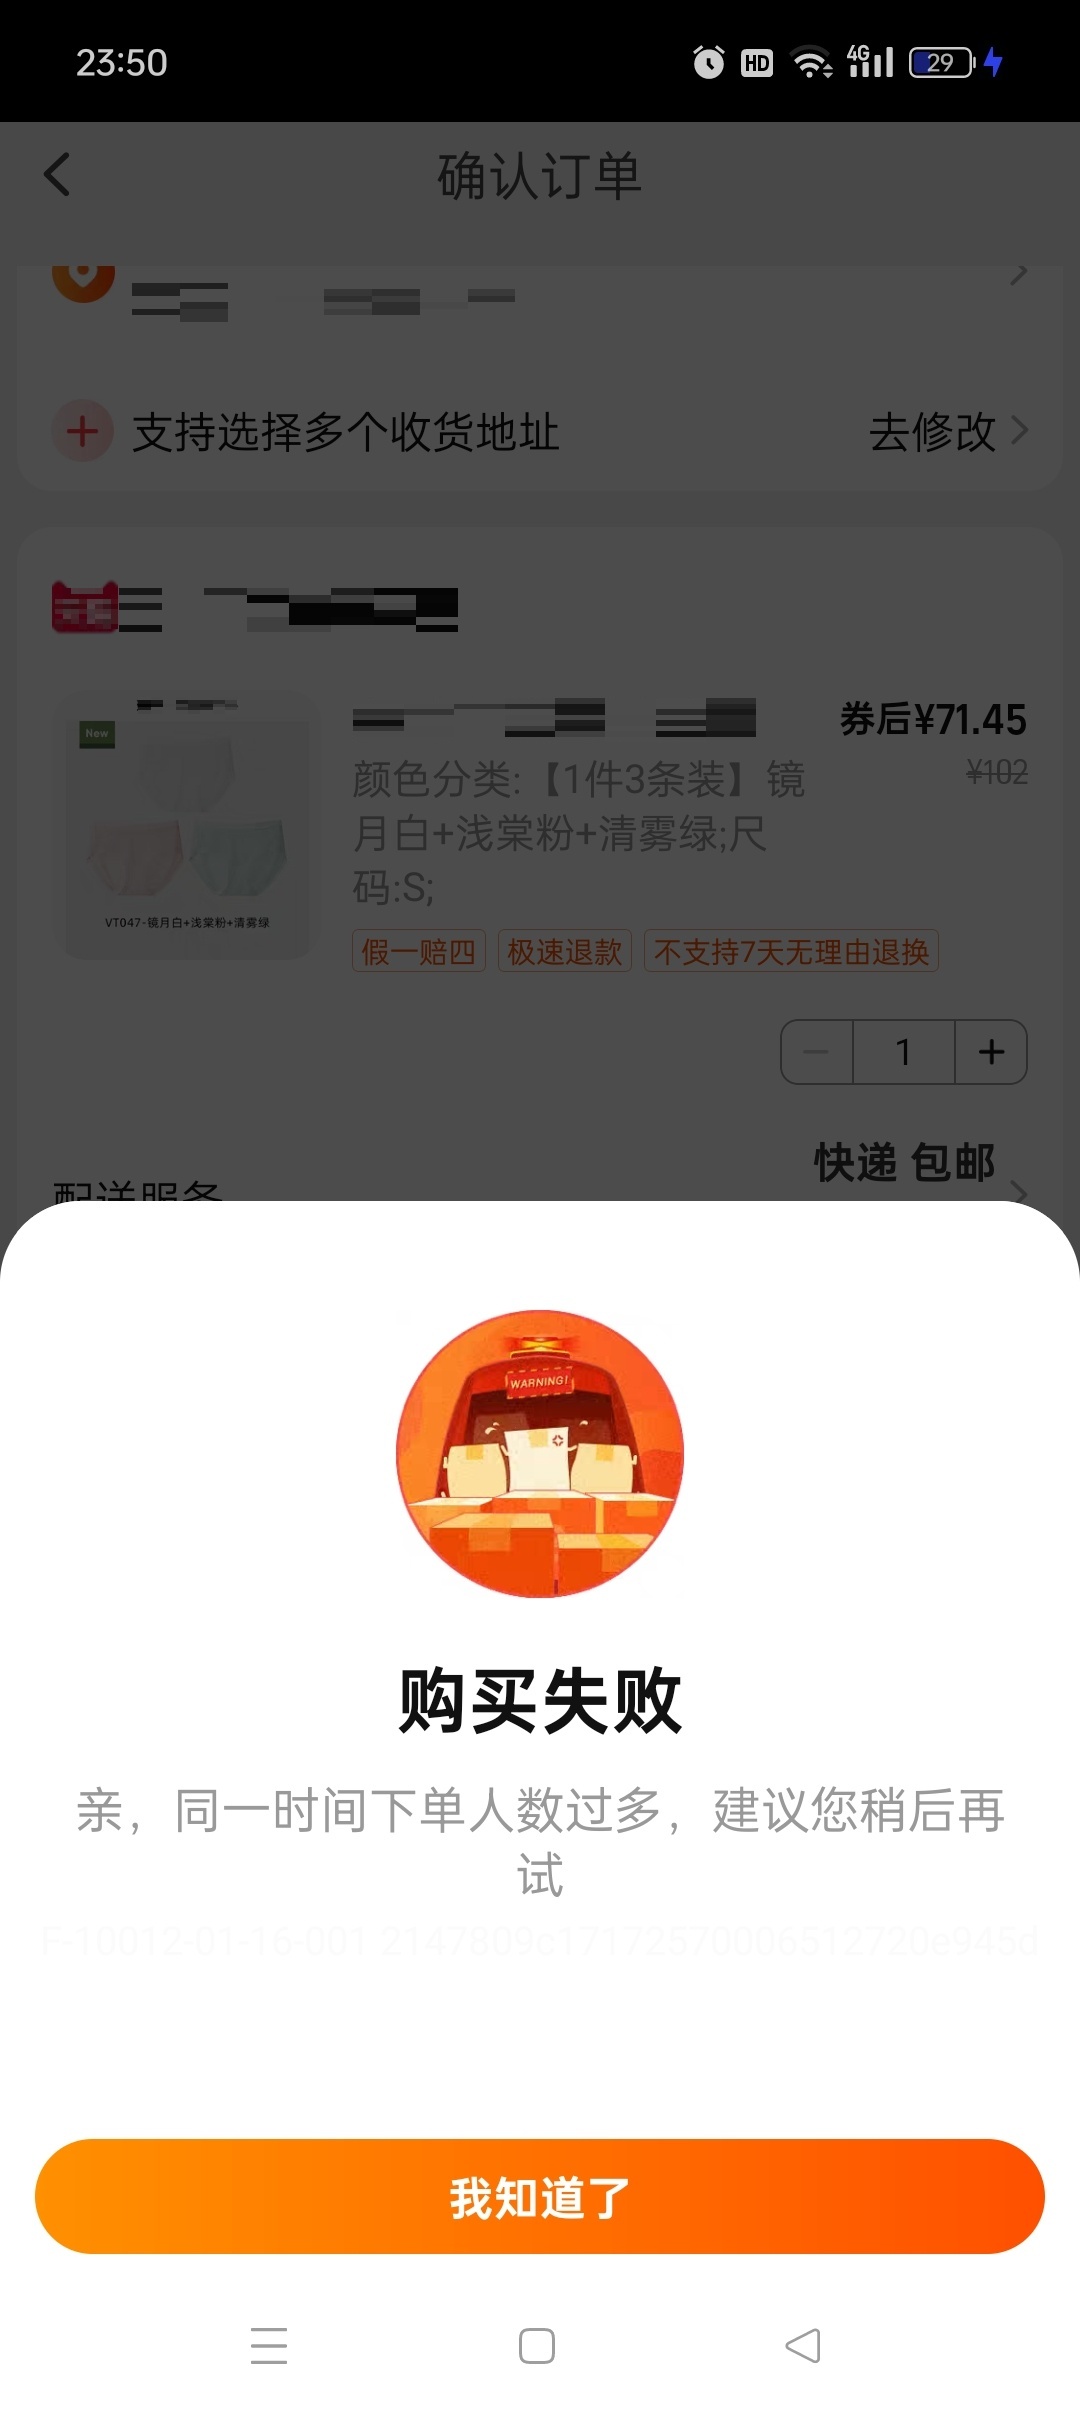 23:50
HD
4G
29
确认订单
支持选择多个收货地址
去修改
券后¥71.45
¥102
New
VT047-镜月白+浅棠粉+清雾绿
颜色分类:【1件3条装】镜
月白+浅棠粉+清雾绿;尺
码:S;
假一赔四
极速退款
不支持7天无理由退换
1
快递 包邮
配送服务
WARNING!
购买失败
亲，同一时间下单人数过多，建议您稍后再
试
F-10012-01-16-001 2147809c17172570006512720e945d
我知道了